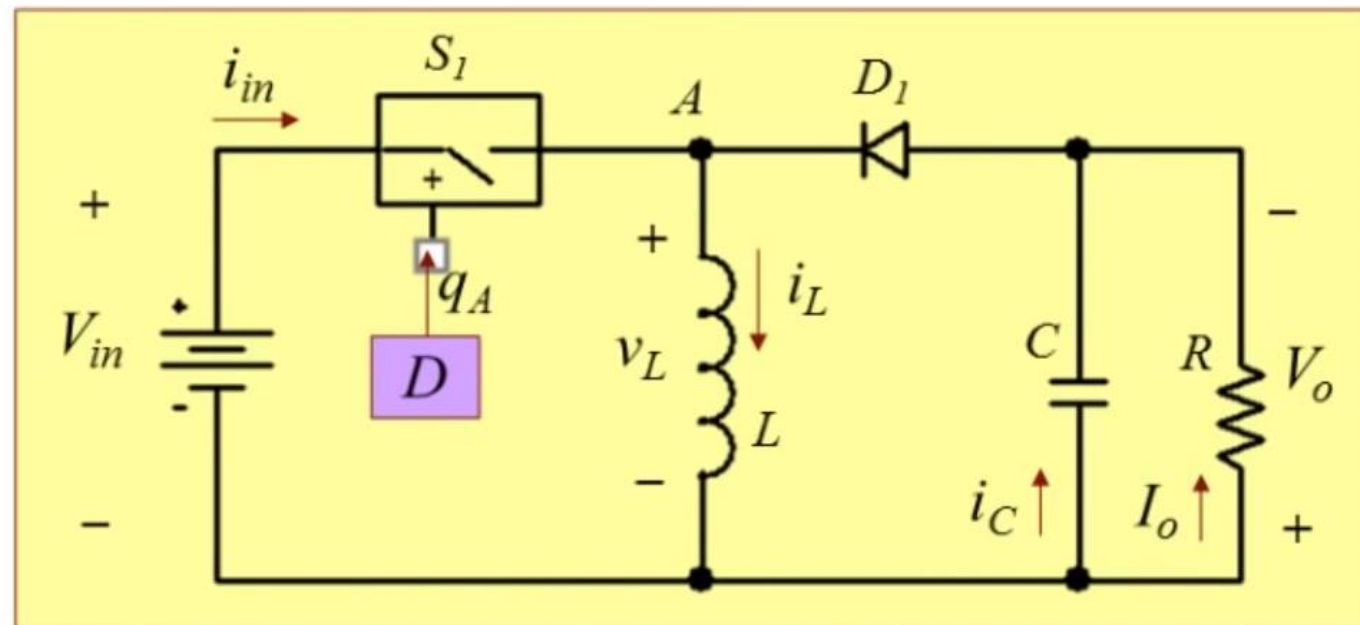 i_in
S_1
A
D_1
+
+
−
+
q_A
i_L
+
V_in
v_L
C
R
V_o
D
L
-
−
i_C
I_o
−
+